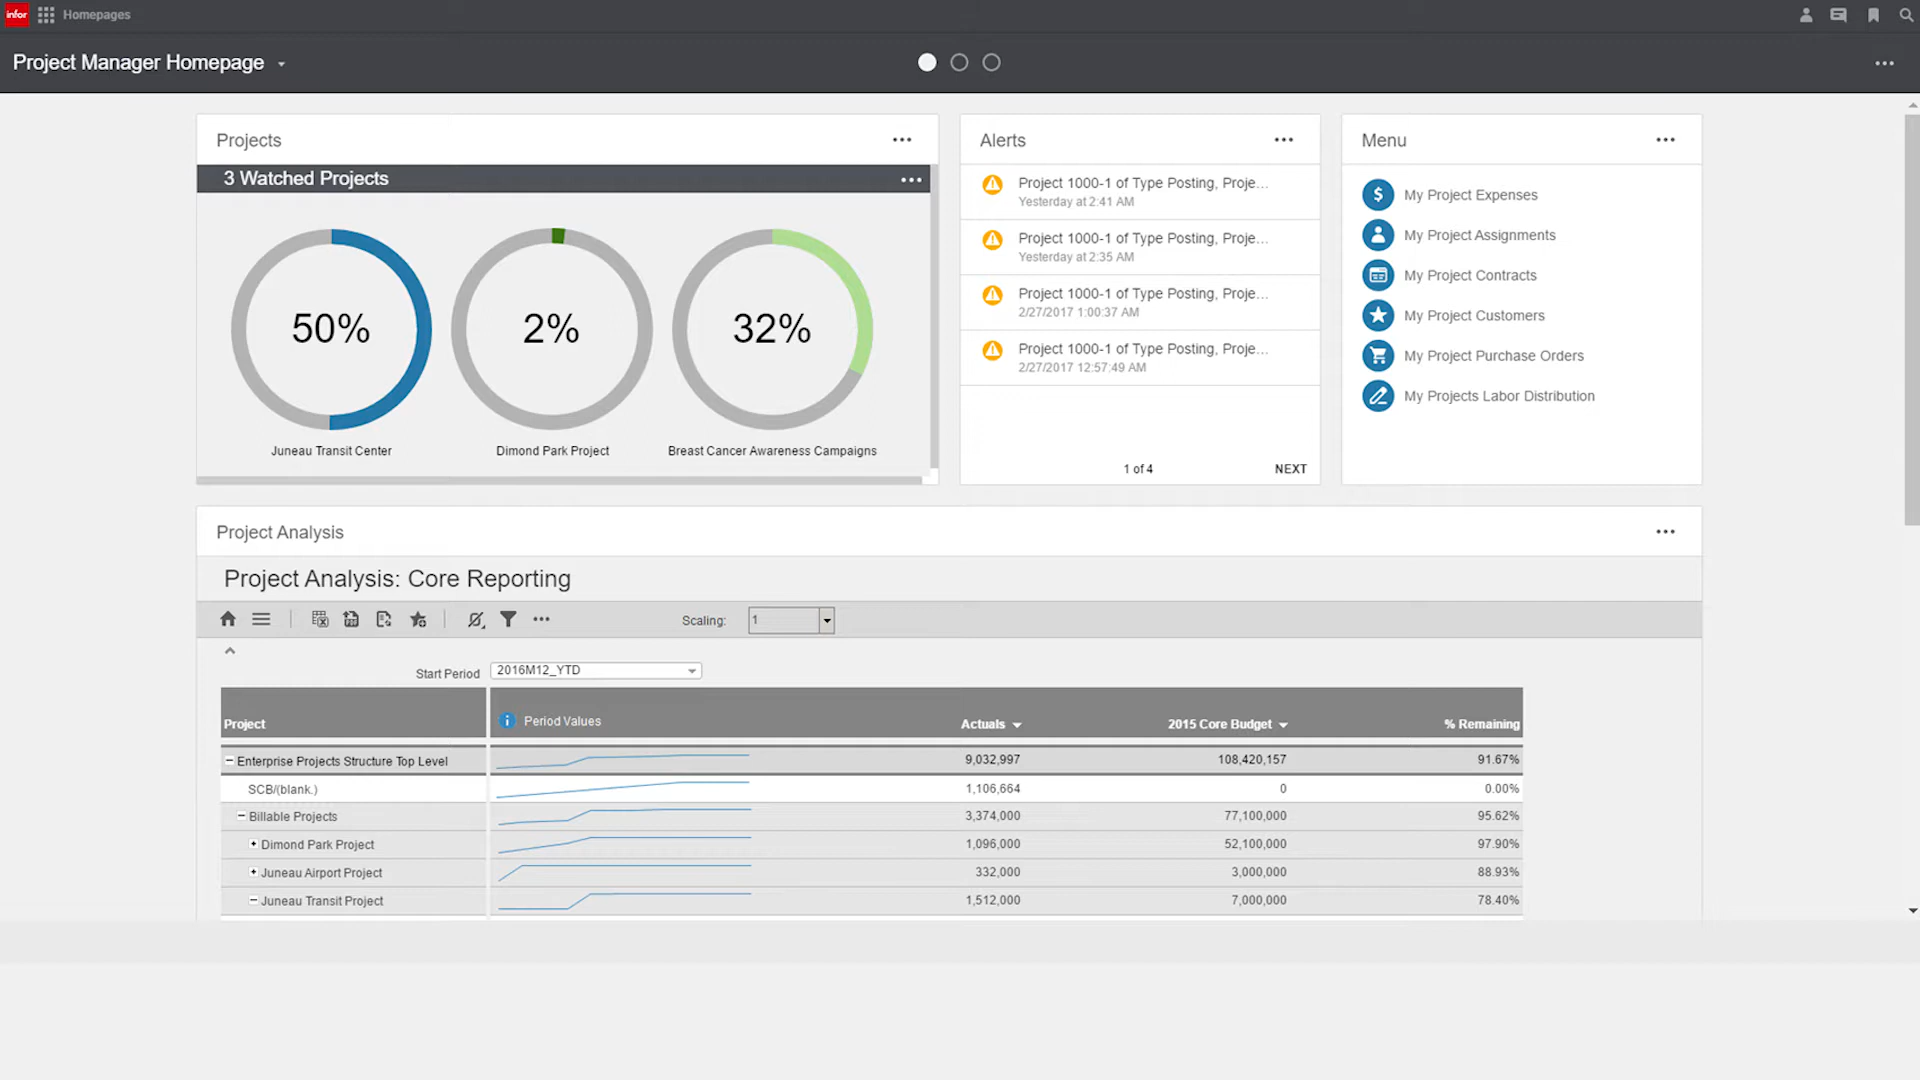 infor Homepages
Project Manager Homepage
Projects
3 Watched Projects
50%
2%
32%
Juneau Transit Center
Dimond Park Project
Breast Cancer Awareness Campaigns
Alerts
Project 1000-1 of Type Posting, Proje...
Yesterday at 2:41 AM
Project 1000-1 of Type Posting, Proje...
Yesterday at 2:35 AM
Project 1000-1 of Type Posting, Proje...
2/27/2017 1:00:37 AM
Project 1000-1 of Type Posting, Proje...
2/27/2017 12:57:49 AM
1 of 4 NEXT
Menu
My Project Expenses
My Project Assignments
My Project Contracts
My Project Customers
My Project Purchase Orders
My Projects Labor Distribution
Project Analysis
Project Analysis: Core Reporting
Scaling: 1
Start Period 2016M12_YTD
Project Period Values Actuals 2015 Core Budget % Remaining
Enterprise Projects Structure Top Level 9,032,997 108,420,157 91.67%
SCB/(blank.) 1,106,664 0 0.00%
Billable Projects 3,374,000 77,100,000 95.62%
Dimond Park Project 1,096,000 52,100,000 97.90%
Juneau Airport Project 332,000 3,000,000 88.93%
Juneau Transit Project 1,512,000 7,000,000 78.40%